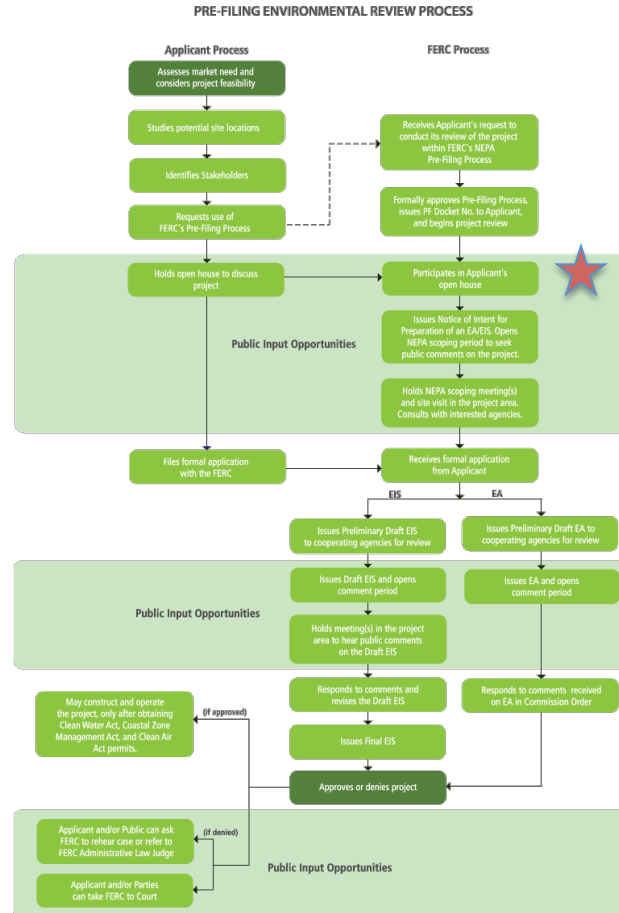 PRE-FILING ENVIRONMENTAL REVIEW PROCESS
Applicant Process
FERC Process
Assesses market need and
considers project feasibility
Studies potential site locations
Identifies Stakeholders
Requests use of
FERC's Pre-Filing Process
Receives Applicant's request to
conduct its review of the project
within FERC's NEPA
Pre-Filing Process
Formally approves Pre-Filing Process,
issues PF Docket No. to Applicant,
and begins project review
Holds open house to discuss
project
Participates in Applicant's
open house
Public Input Opportunities
Issues Notice of Intent for
Preparation of an EA/EIS. Opens
NEPA scoping period to seek
public comments on the project.
Holds NEPA scoping meeting(s)
and site visit in the project area.
Consults with interested agencies.
Files formal application
with the FERC
Receives formal application
from Applicant
EIS
EA
Issues Preliminary Draft EIS
to cooperating agencies for review
Issues Preliminary Draft EA to
cooperating agencies for review
Public Input Opportunities
Issues Draft EIS and opens
comment period
Issues EA and opens
comment period
Holds meeting(s) in the project
area to hear public comments
on the Draft EIS
Responds to comments and
revises the Draft EIS
Responds to comments received
on EA in Commission Order
Issues Final EIS
Approves or denies project
May construct and operate
the project, only after obtaining
Clean Water Act, Coastal Zone
Management Act, and Clean Air
Act permits.
(if approved)
Applicant and/or Public can ask
FERC to rehear case or refer to
FERC Administrative Law Judge
(if denied)
Public Input Opportunities
Applicant and/or Parties
can take FERC to Court